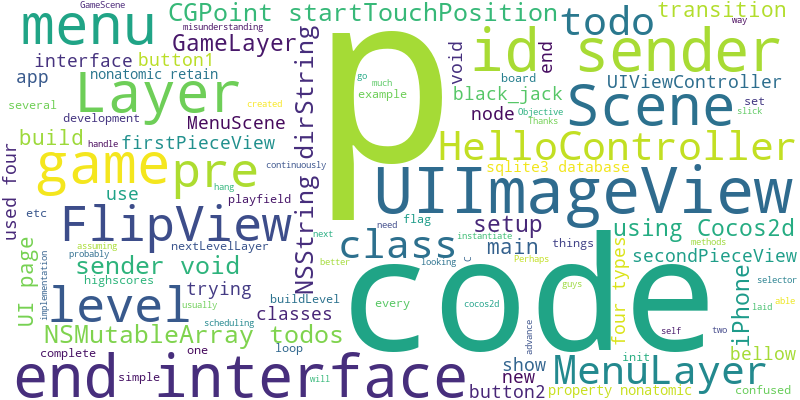 GameScene
misunderstanding
CGPoint startTouchPosition
transition
way
menu
GameLayer
id sender
todo
interface
button1
void
end
app
nonatomic retain
Layer
NSString dirString
p
UIViewController
several
black_jack
board
set
go
much
example
created
development
MenuScene
node
Objective
slick
Scene
Thanks
handle
build
firstPieceView
HelloController
used four
game
pre
continuously
sqlite3 database
use
hang
UIImageView
assuming
playfield
etc
FlipView
flag
setup
using Cocos2d
need
probably
nextLevelLayer
next
instantiate
methods
class
main
things
secondPieceView
UI page
sender void
better
looking
C
Perhaps
four types
iPhone
implementation
highscores
trying
guys
selector
level
buildLevel
every
cocos2d
code
laid
able
usually
scheduling
classes
NSMutableArray todos
self
two
advance
init
bellow
complete
one
loop
show
MenuLayer
end interface
simple
will
new
button2
property nonatomic
confused